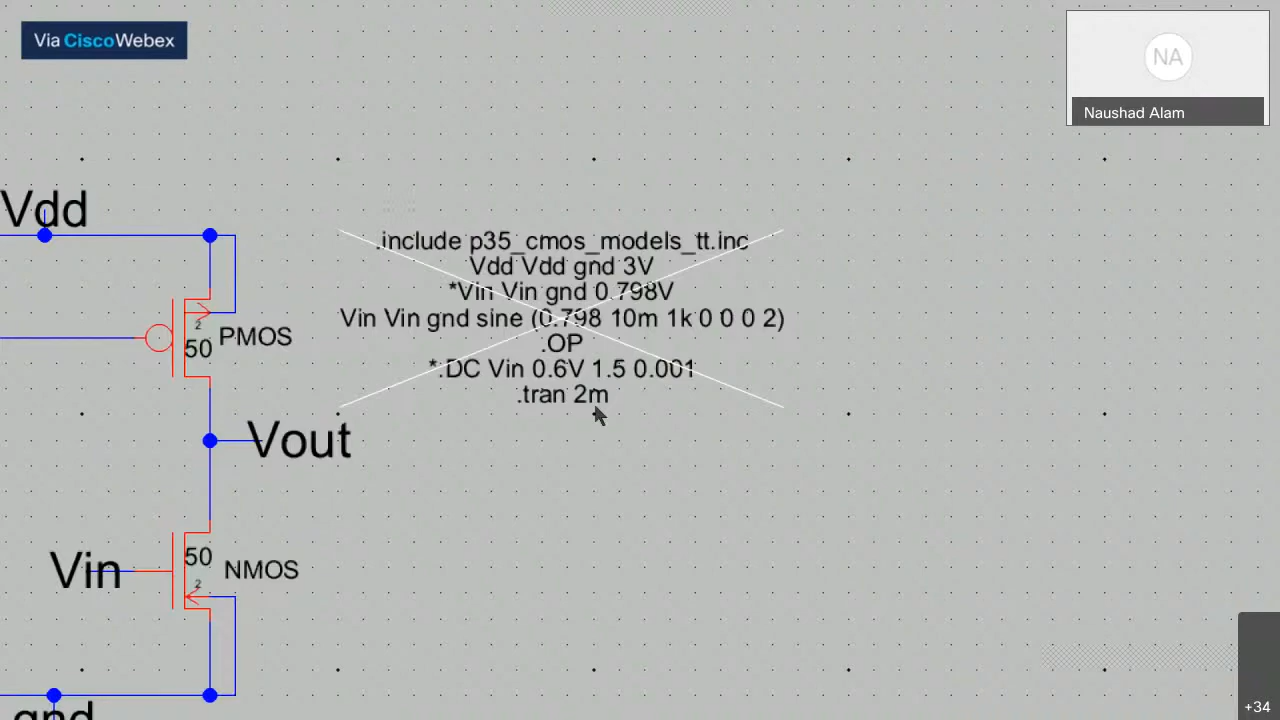 Via Cisco Webex
NA
Naushad Alam
Vdd
.include p35_cmos_models_tt.inc
Vdd Vdd gnd 3V
*Vin Vin gnd 0.798V
Vin Vin gnd sine (0.798 10m 1k 0 0 0 2)
.OP
*.DC Vin 0.6V 1.5 0.001
.tran 2m
2
50
PMOS
Vout
50
Vin
2
NMOS
gnd
+34